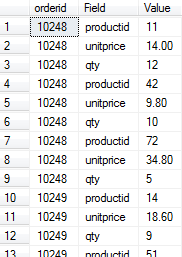 orderid Field Value
1 10248 productid 11
2 10248 unitprice 14.00
3 10248 qty 12
4 10248 productid 42
5 10248 unitprice 9.80
6 10248 qty 10
7 10248 productid 72
8 10248 unitprice 34.80
9 10248 qty 5
10 10249 productid 14
11 10249 unitprice 18.60
12 10249 qty 9
13 10249 productid 51